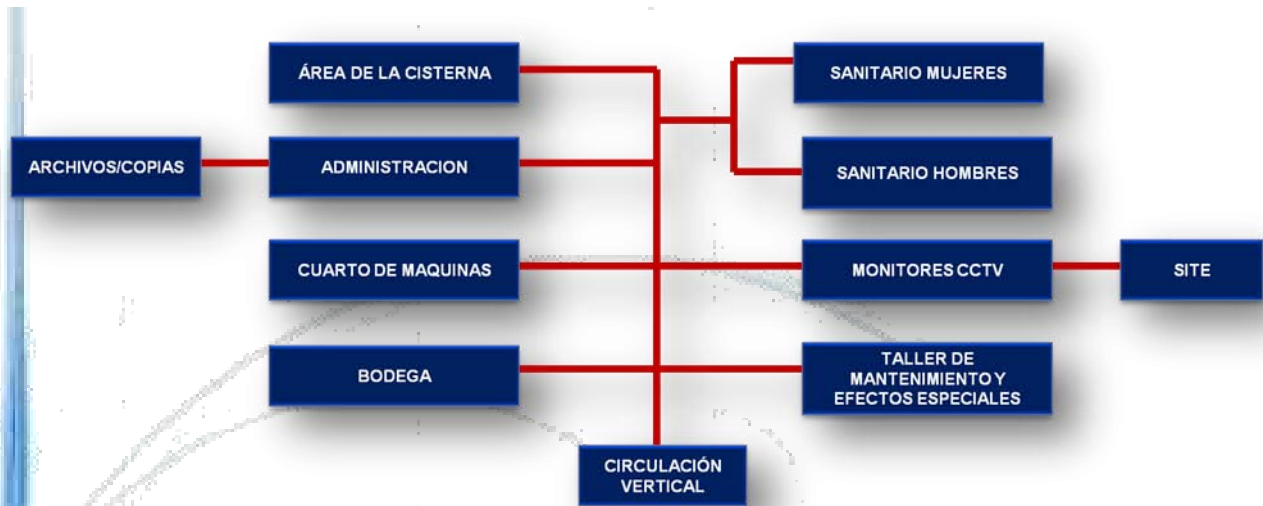 ÁREA DE LA CISTERNA
SANITARIO MUJERES
ARCHIVOS/COPIAS
ADMINISTRACION
SANITARIO HOMBRES
CUARTO DE MAQUINAS
MONITORES CCTV
SITE
BODEGA
TALLER DE
MANTENIMIENTO Y
EFECTOS ESPECIALES
CIRCULACIÓN
VERTICAL